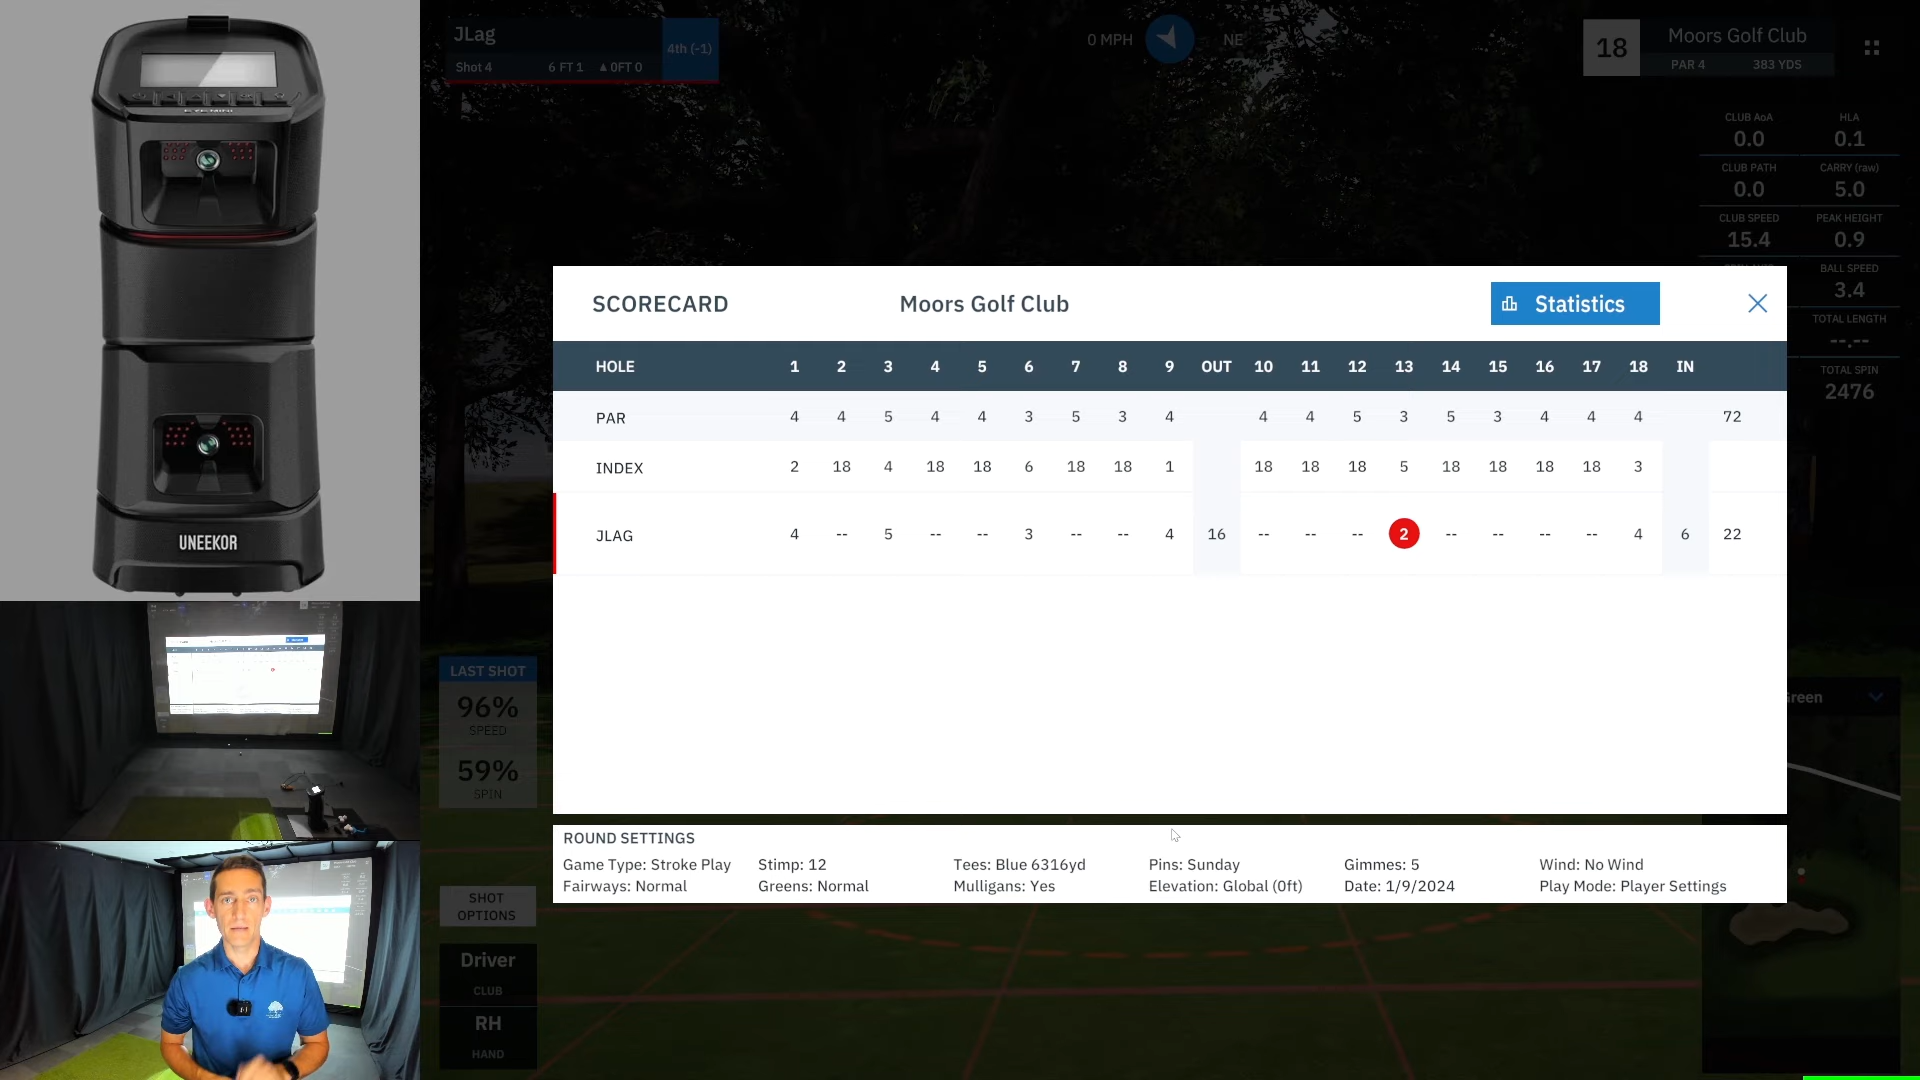 EYE MINI
UNEEKOR
JLag
4th (-1)
Shot 4 6 FT 1 ▲ 0FT 0
0 MPH NE
18 Moors Golf Club
PAR 4 383 YDS
CLUB AoA HLA
0.0 0.1
CLUB PATH CARRY (raw)
0.0 5.0
CLUB SPEED PEAK HEIGHT
15.4 0.9
BALL SPEED
3.4
TOTAL LENGTH
--.--
TOTAL SPIN
2476
SCORECARD Moors Golf Club Statistics
HOLE 1 2 3 4 5 6 7 8 9 OUT 10 11 12 13 14 15 16 17 18 IN
PAR 4 4 5 4 4 3 5 3 4 4 4 5 3 5 3 4 4 4 72
INDEX 2 18 4 18 18 6 18 18 1 18 18 18 5 18 18 18 18 3
JLAG 4 -- 5 -- -- 3 -- -- 4 16 -- -- -- 2 -- -- -- -- 4 6 22
LAST SHOT
96%
SPEED
59%
SPIN
ROUND SETTINGS
Game Type: Stroke Play Stimp: 12 Tees: Blue 6316yd Pins: Sunday Gimmes: 5 Wind: No Wind
Fairways: Normal Greens: Normal Mulligans: Yes Elevation: Global (0ft) Date: 1/9/2024 Play Mode: Player Settings
SHOT
OPTIONS
Driver
CLUB
RH
HAND